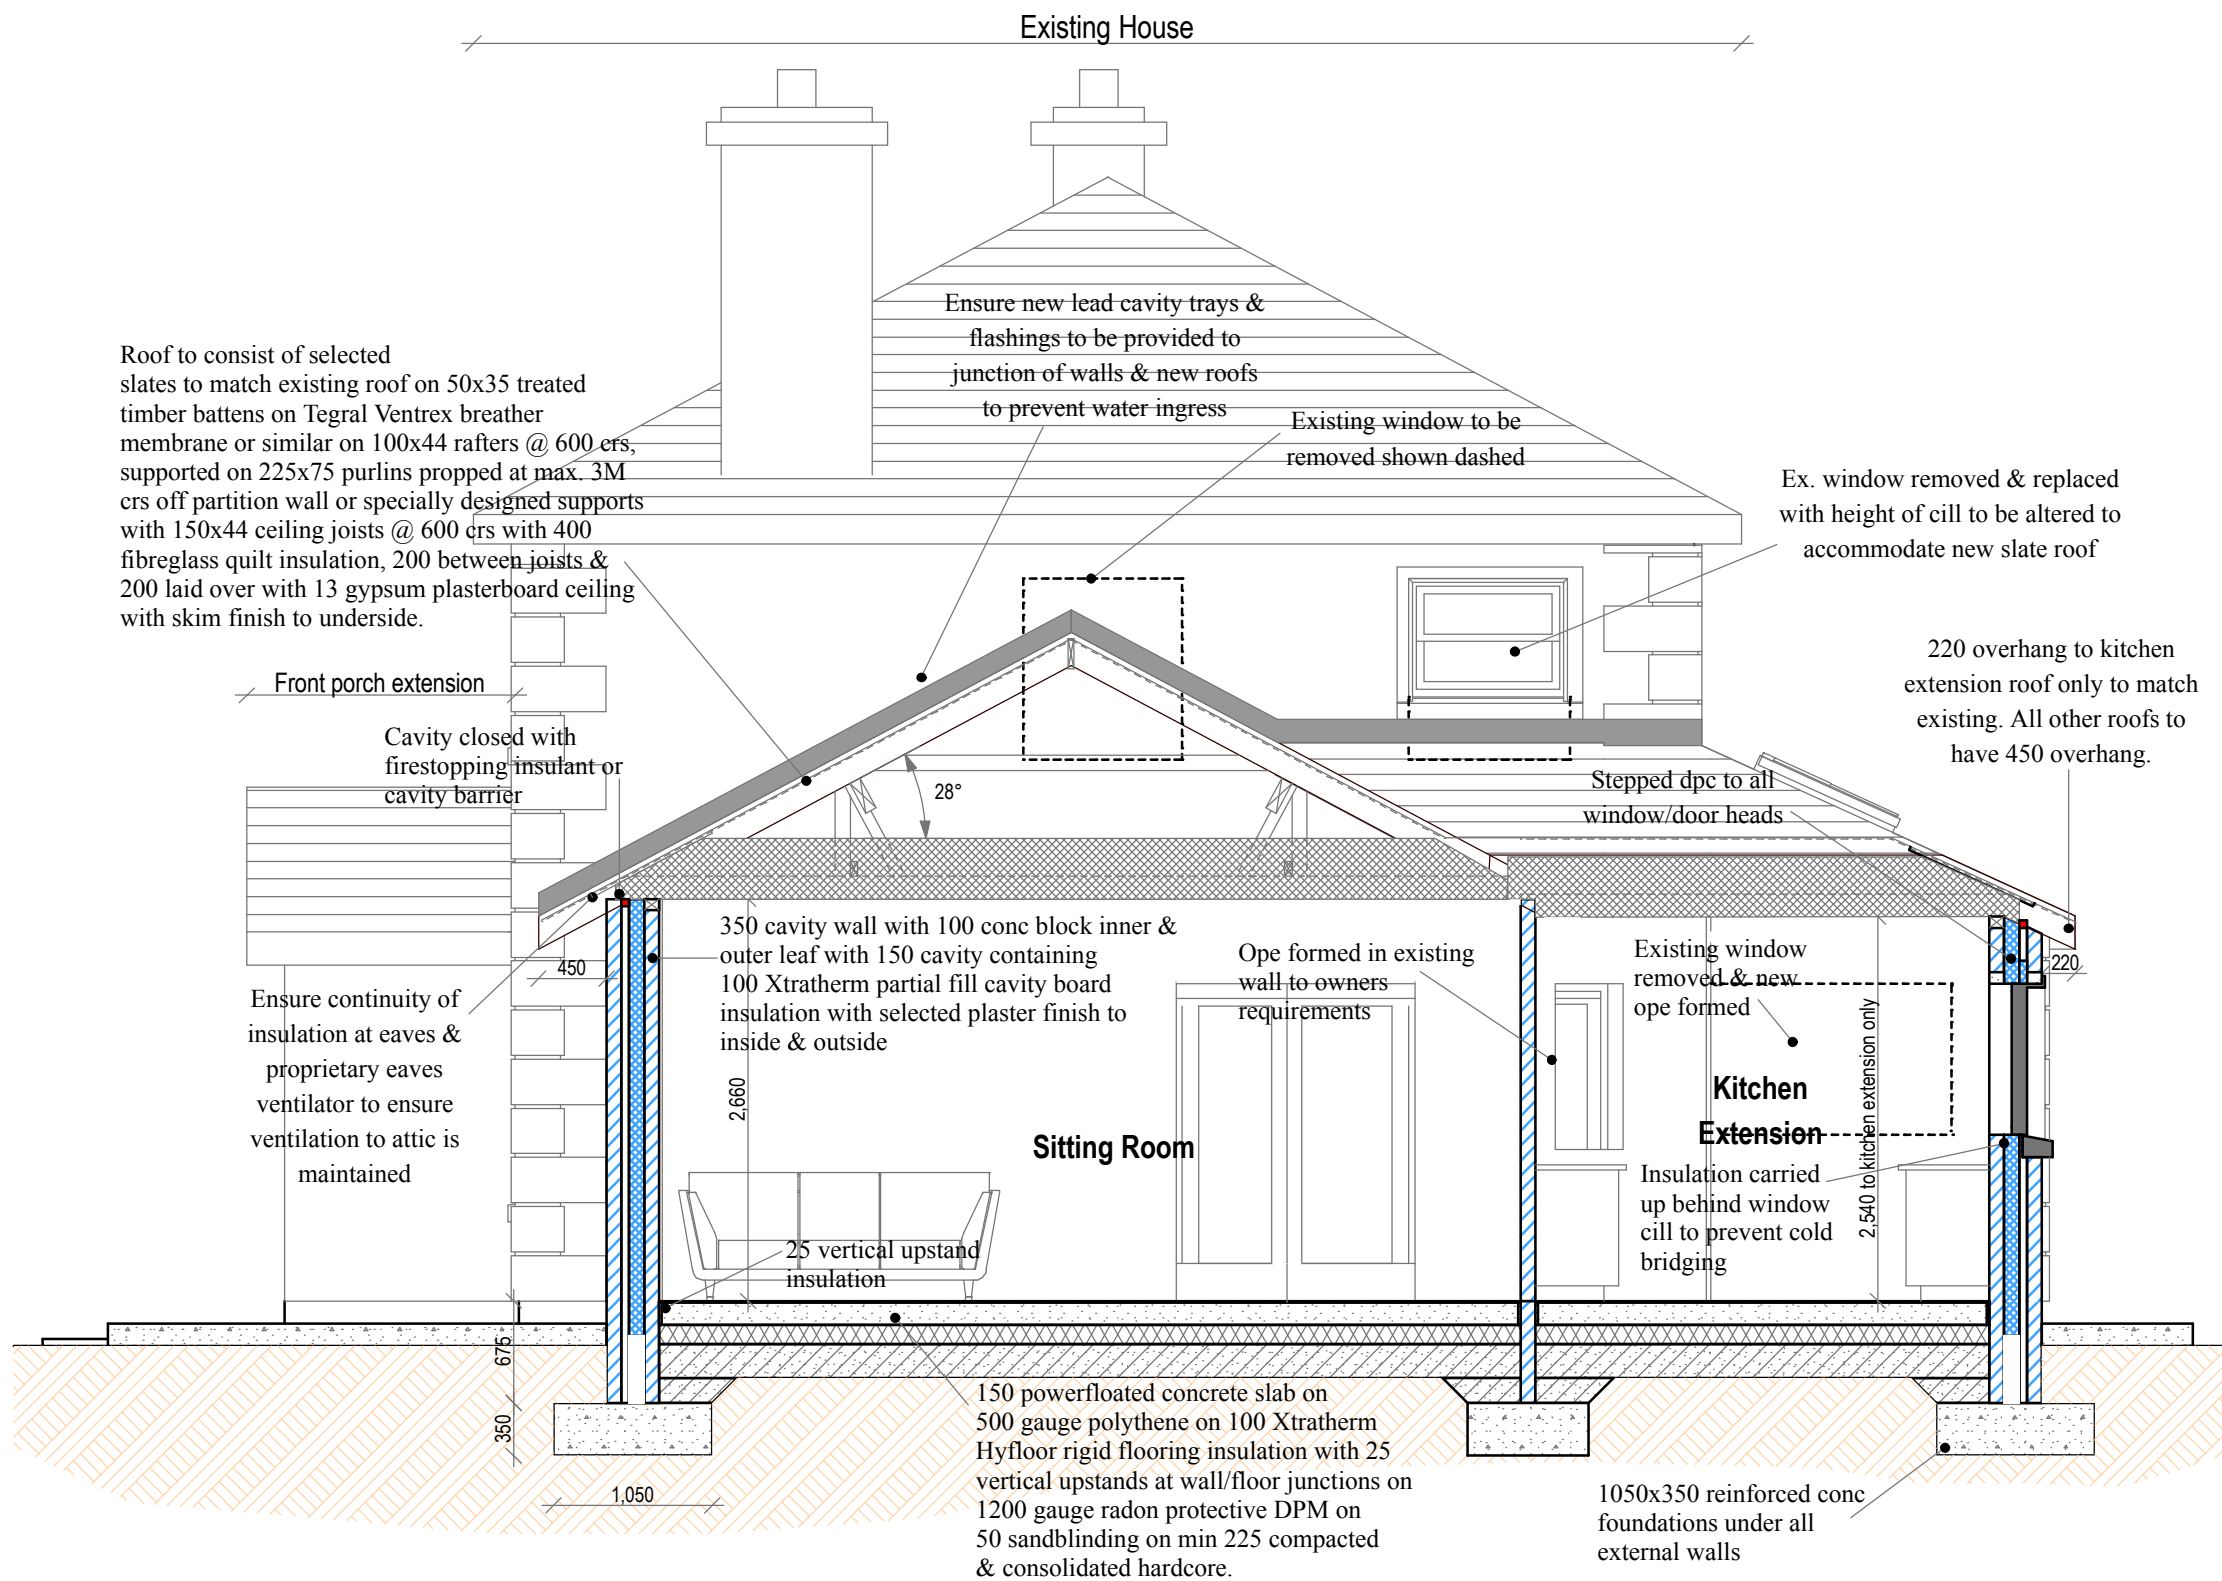 Existing House
Ensure new lead cavity trays &
flashings to be provided to
junction of walls & new roofs
to prevent water ingress
Roof to consist of selected
slates to match existing roof on 50x35 treated
timber battens on Tegral Ventrex breather
membrane or similar on 100x44 rafters @ 600 crs,
supported on 225x75 purlins propped at max. 3M
crs off partition wall or specially designed supports
with 150x44 ceiling joists @ 600 crs with 400
fibreglass quilt insulation, 200 between joists &
200 laid over with 13 gypsum plasterboard ceiling
with skim finish to underside.
Existing window to be
removed shown dashed
Ex. window removed & replaced
with height of cill to be altered to
accommodate new slate roof
220 overhang to kitchen
extension roof only to match
existing. All other roofs to
have 450 overhang.
Front porch extension
Cavity closed with
firestopping insulant or
cavity barrier
28°
Stepped dpc to all
window/door heads
350 cavity wall with 100 conc block inner &
outer leaf with 150 cavity containing
100 Xtratherm partial fill cavity board
insulation with selected plaster finish to
inside & outside
Ope formed in existing
wall to owners
requirements
Existing window
removed & new
ope formed
450
220
Ensure continuity of
insulation at eaves &
proprietary eaves
ventilator to ensure
ventilation to attic is
maintained
2,660
Sitting Room
Kitchen
Extension
2,540 to kitchen extension only
Insulation carried
up behind window
cill to prevent cold
bridging
25 vertical upstand
insulation
675
350
1,050
150 powerfloated concrete slab on
500 gauge polythene on 100 Xtratherm
Hyfloor rigid flooring insulation with 25
vertical upstands at wall/floor junctions on
1200 gauge radon protective DPM on
50 sandblinding on min 225 compacted
& consolidated hardcore.
1050x350 reinforced conc
foundations under all
external walls